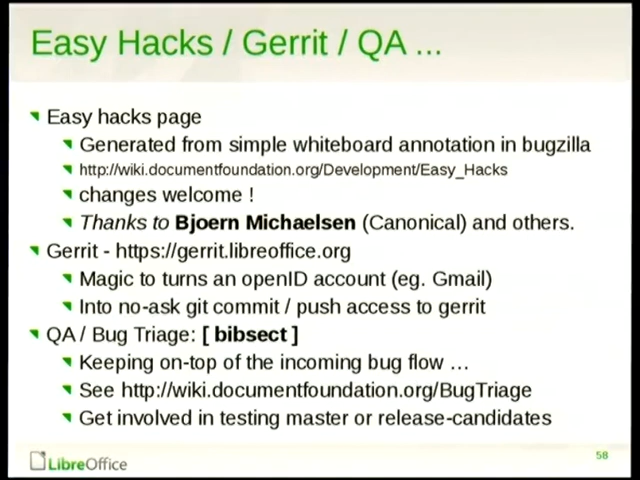 Easy Hacks / Gerrit / QA ...
Easy hacks page
Generated from simple whiteboard annotation in bugzilla
http://wiki.documentfoundation.org/Development/Easy_Hacks
changes welcome !
Thanks to Bjoern Michaelsen (Canonical) and others.
Gerrit - https://gerrit.libreoffice.org
Magic to turns an openID account (eg. Gmail)
Into no-ask git commit / push access to gerrit
QA / Bug Triage: [ bibsect ]
Keeping on-top of the incoming bug flow ...
See http://wiki.documentfoundation.org/BugTriage
Get involved in testing master or release-candidates
LibreOffice
58